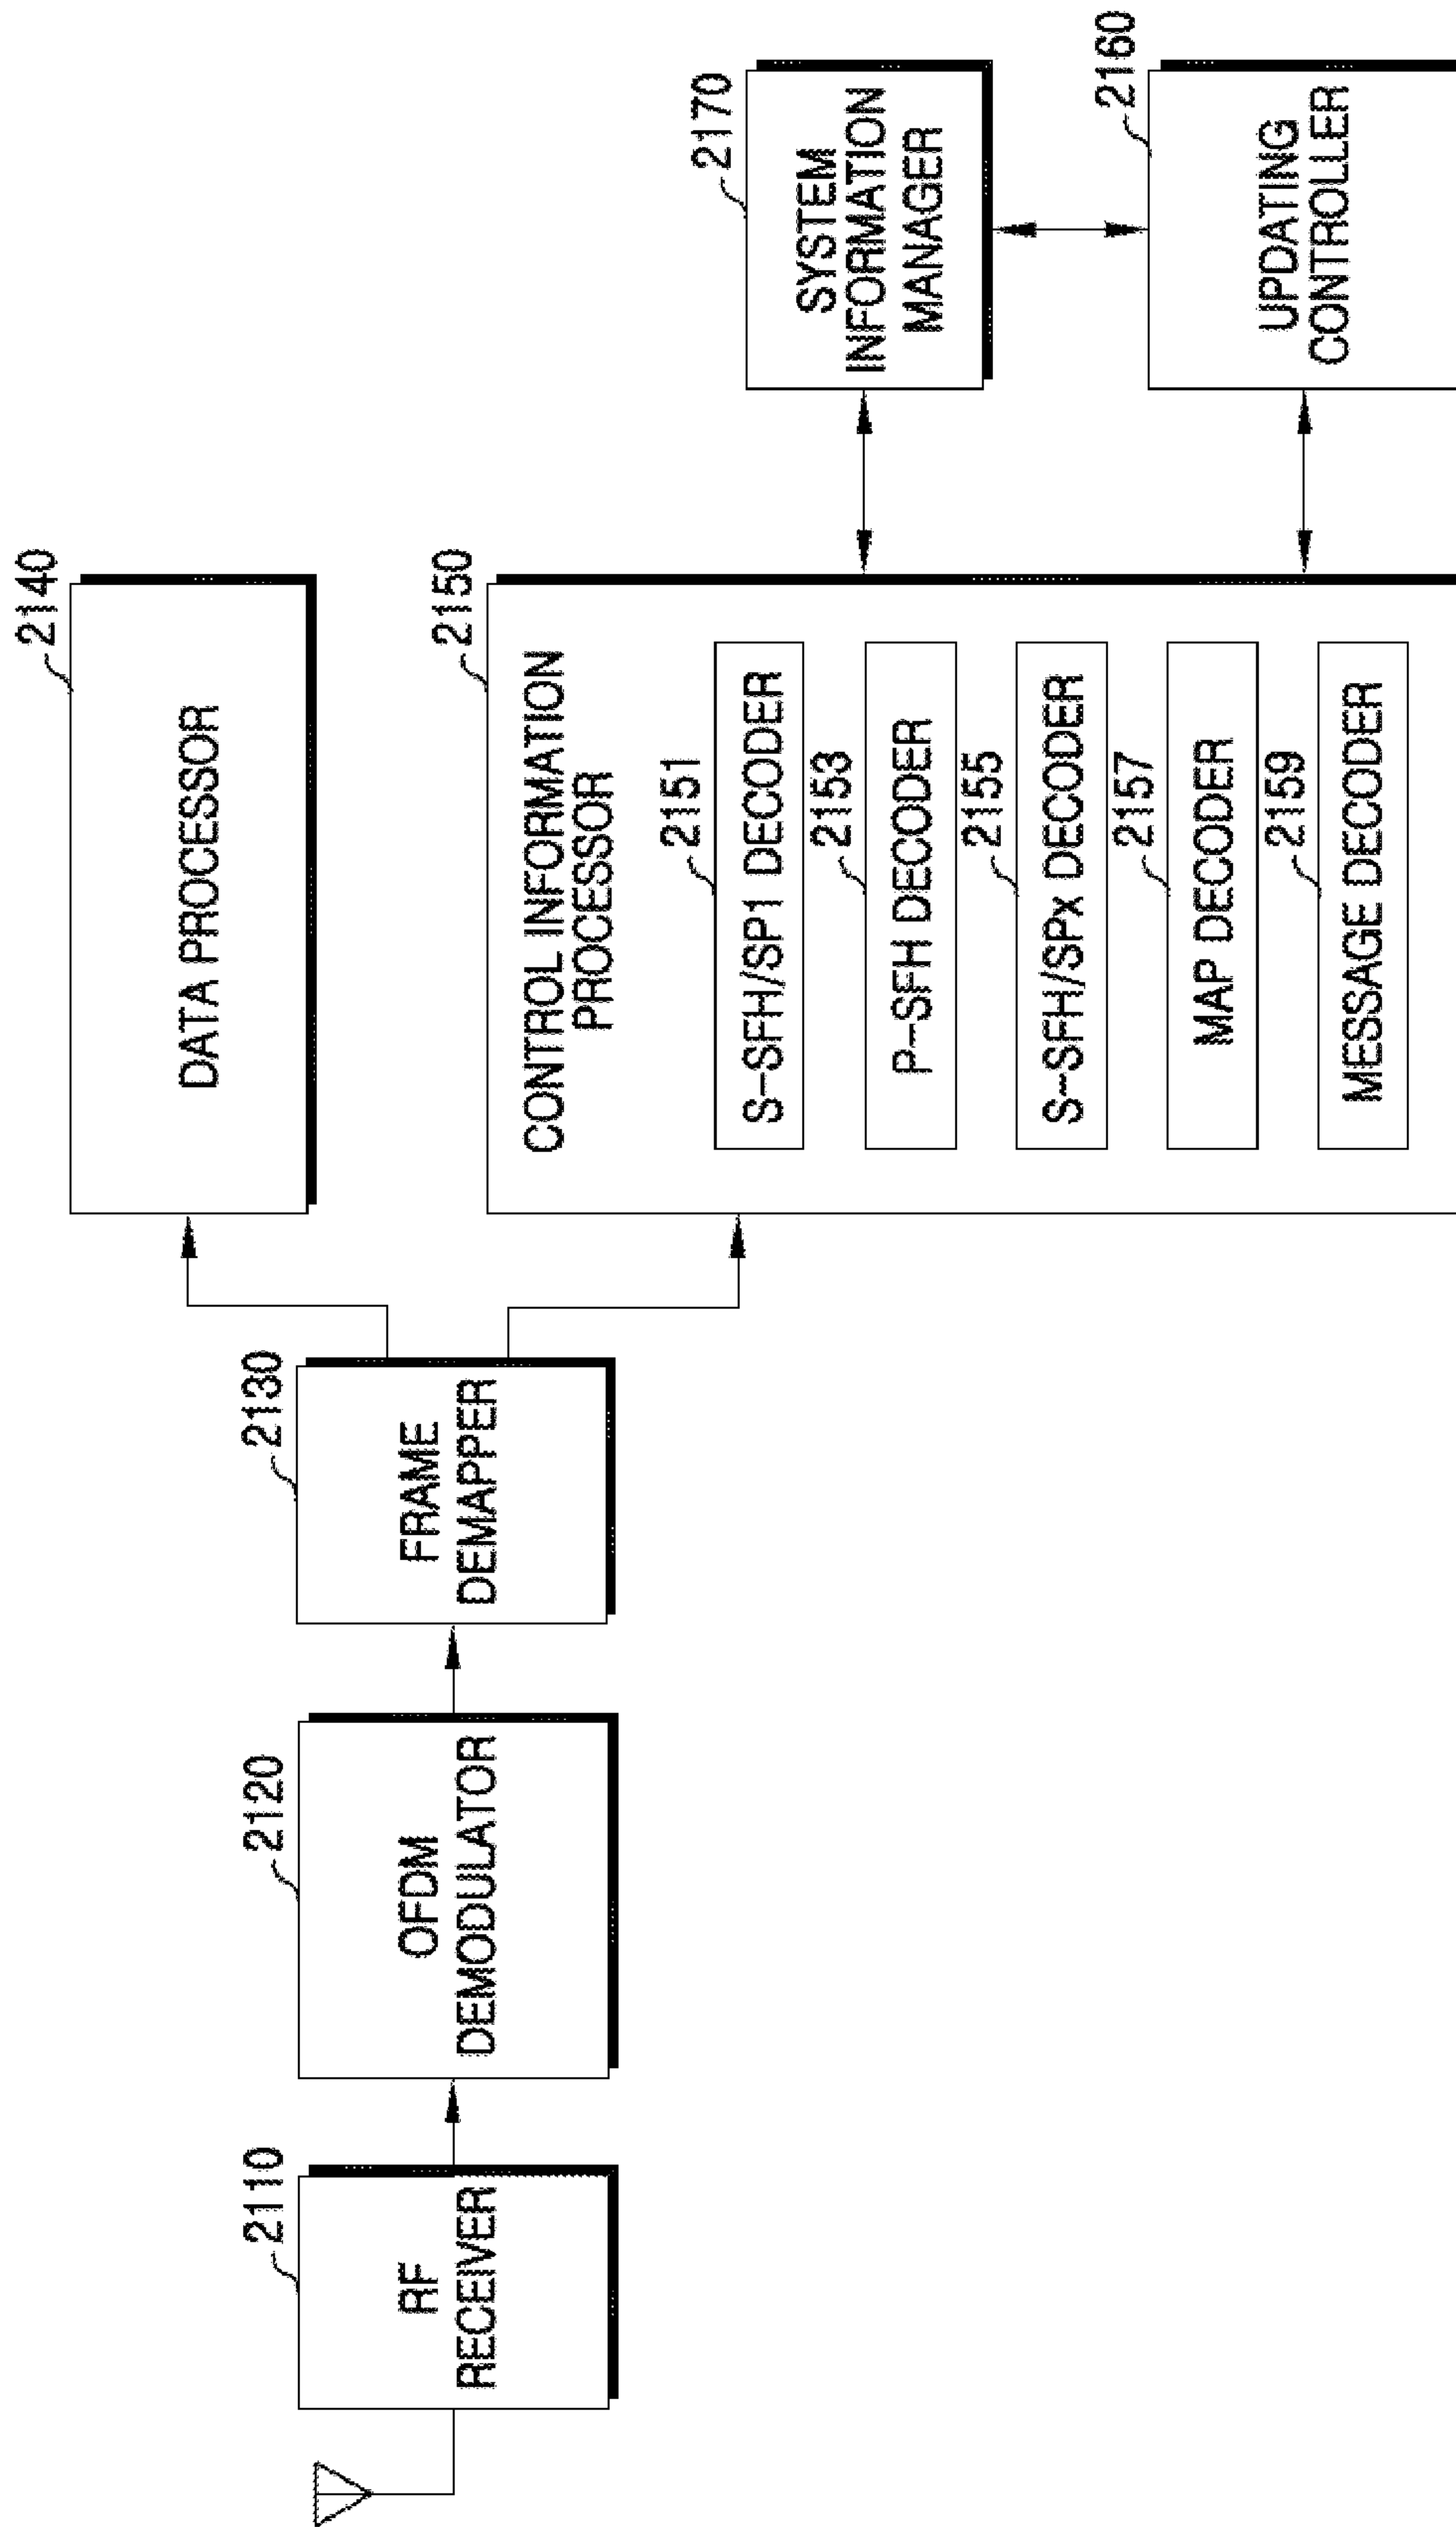 2110
RF
RECEIVER
2120
OFDM
DEMODULATOR
2130
FRAME
DEMAPPER
2140
DATA PROCESSOR
2150
CONTROL INFORMATION
PROCESSOR
2151
S-SFH/SP1 DECODER
2153
P-SFH DECODER
2155
S-SFH/SPx DECODER
2157
MAP DECODER
2159
MESSAGE DECODER
2170
SYSTEM
INFORMATION
MANAGER
2160
UPDATING
CONTROLLER